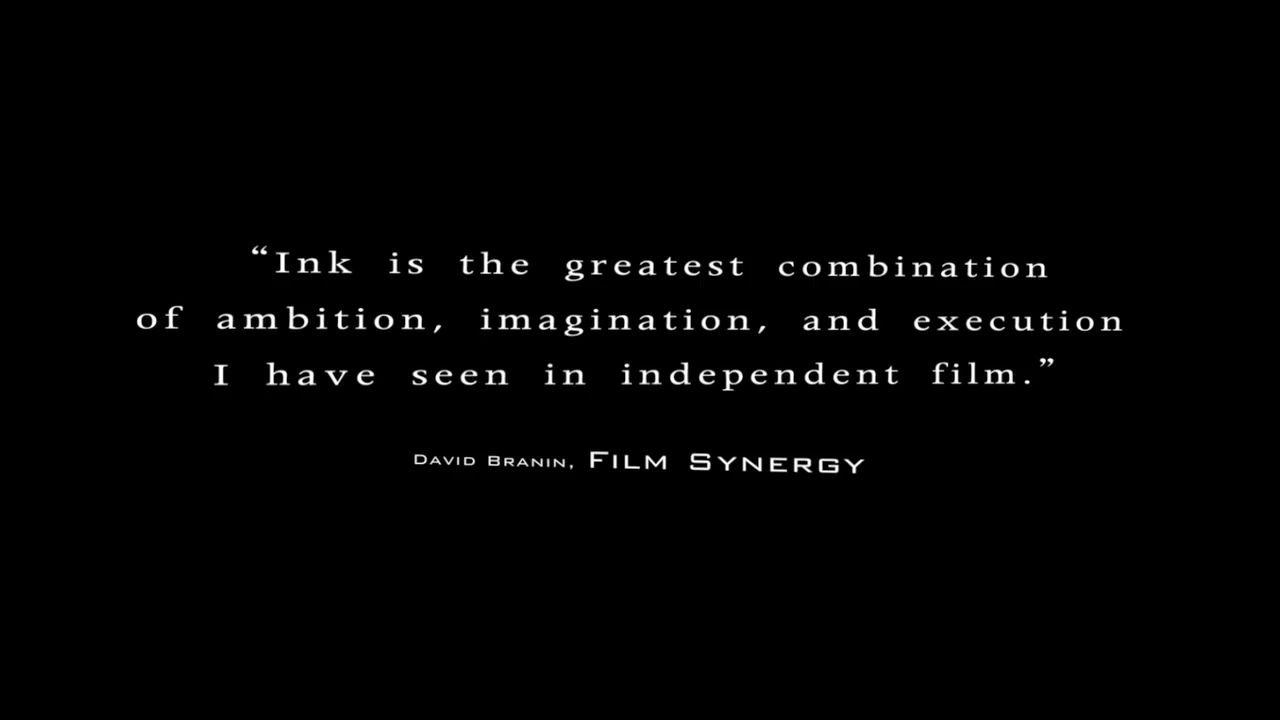 “Ink is the greatest combination
of ambition, imagination, and execution
I have seen in independent film.”
David Branin, Film Synergy